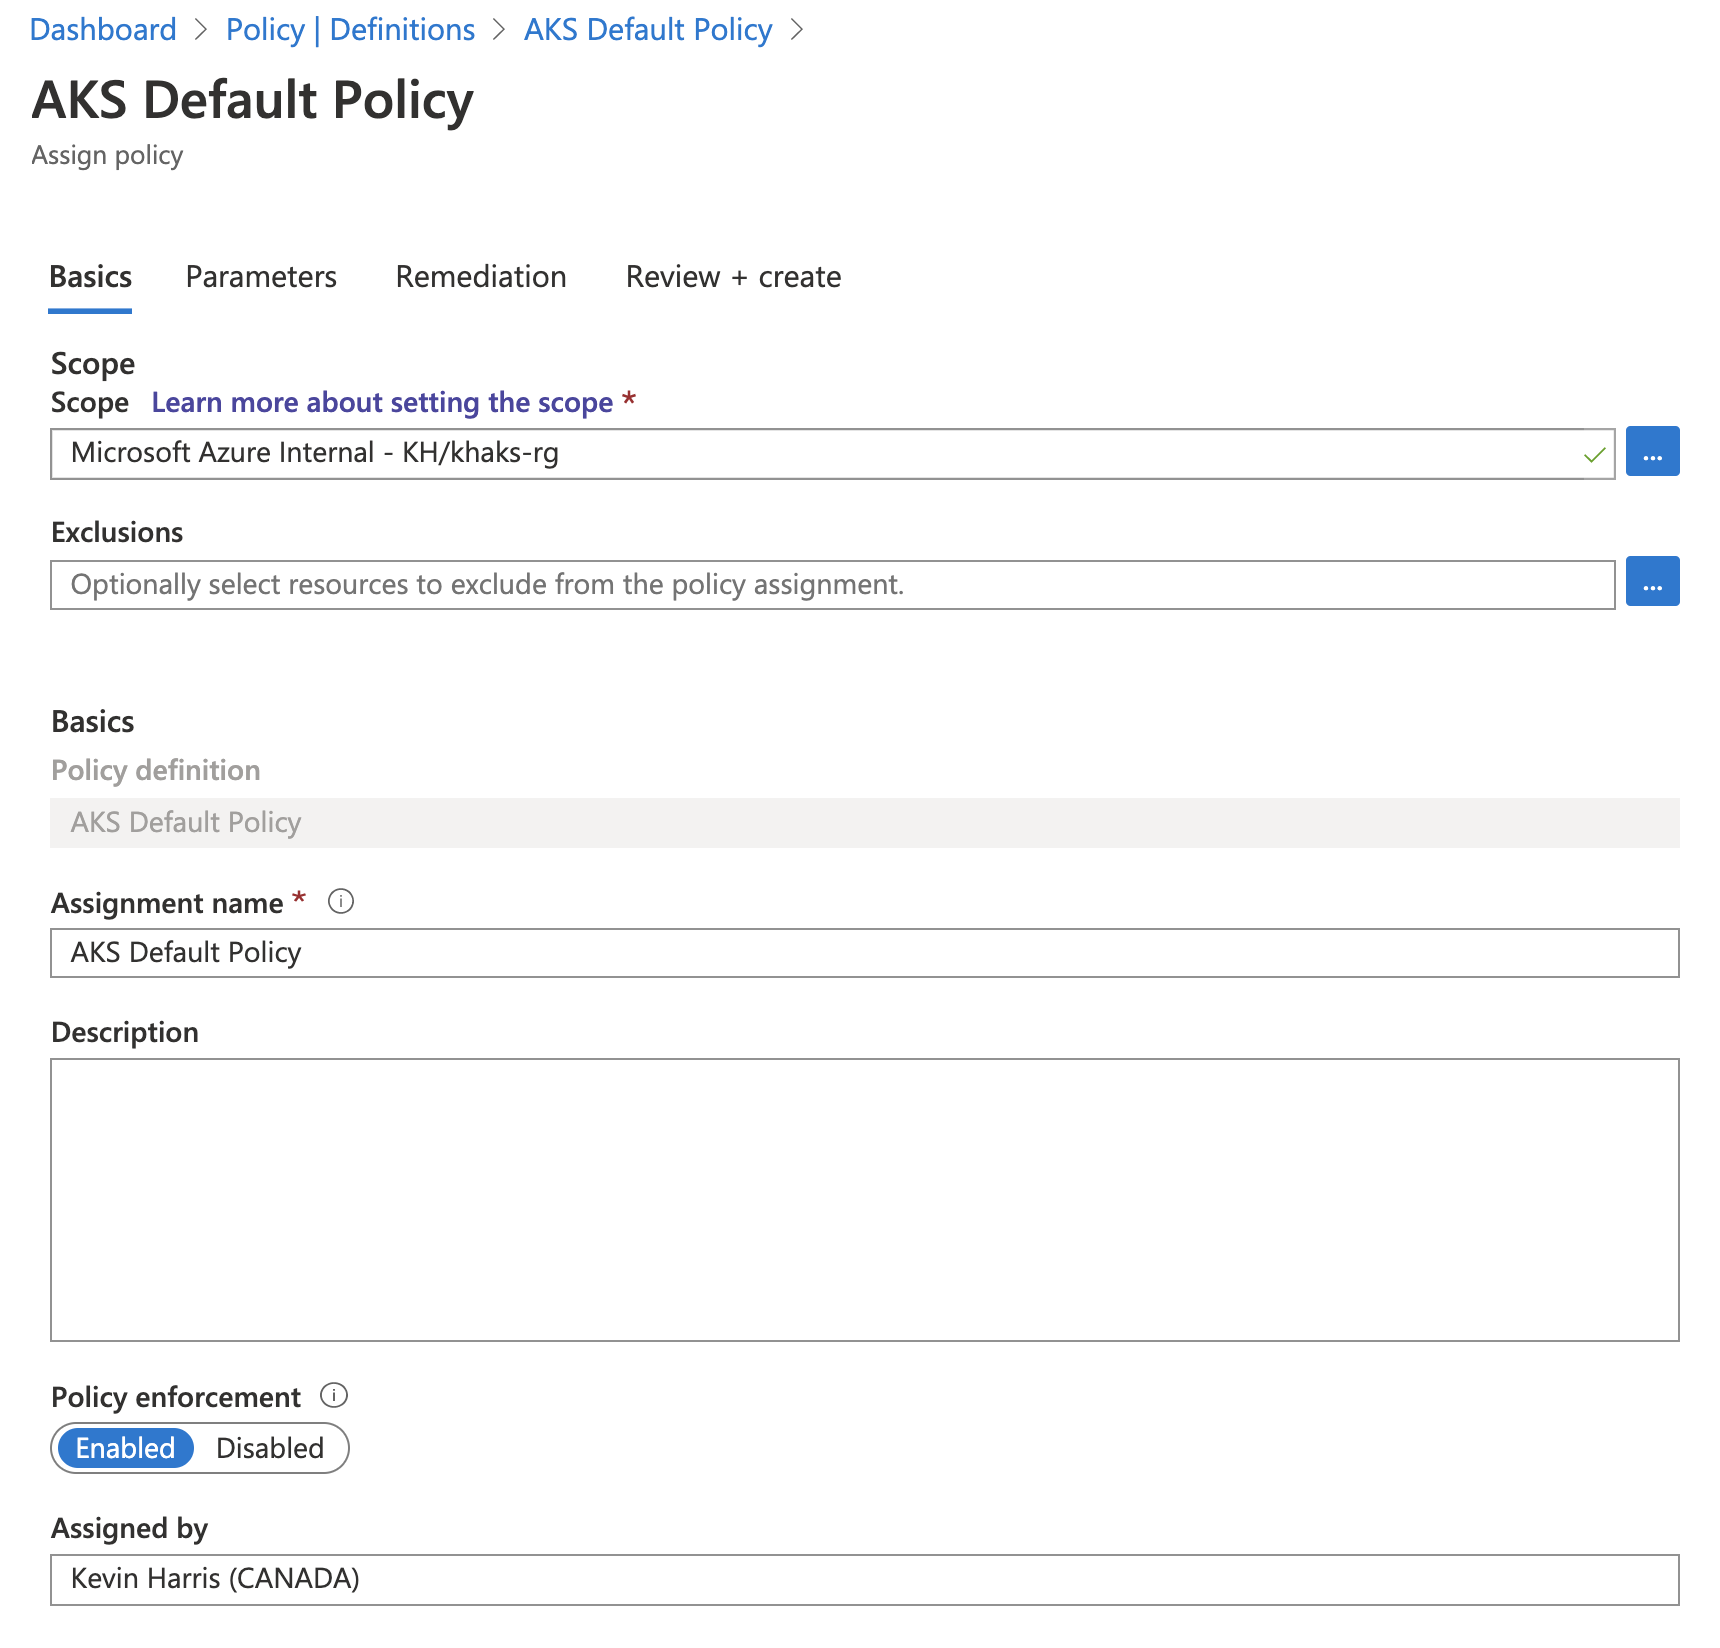 Dashboard > Policy | Definitions > AKS Default Policy >
AKS Default Policy
Assign policy
Basics Parameters Remediation Review + create
Scope
Scope Learn more about setting the scope *
Microsoft Azure Internal - KH/khaks-rg
...
Exclusions
Optionally select resources to exclude from the policy assignment.
...
Basics
Policy definition
AKS Default Policy
Assignment name *
AKS Default Policy
Description
Policy enforcement
Enabled Disabled
Assigned by
Kevin Harris (CANADA)